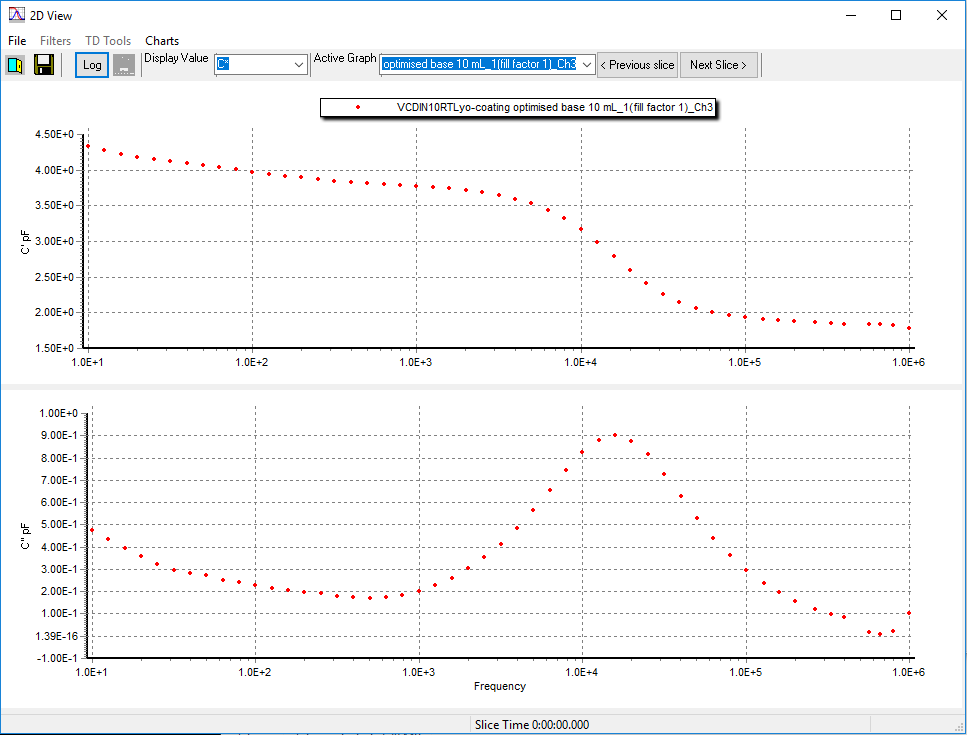 2D View
File Filters TD Tools Charts
Log Display Value C* Active Graph optimised base 10 mL_1(fill factor 1)_Ch3 < Previous slice Next Slice >
VCDIN10RTLyo-coating optimised base 10 mL_1(fill factor 1)_Ch3
4.50E+0
4.00E+0
3.50E+0
3.00E+0
2.50E+0
2.00E+0
1.50E+0
C' pF
1.0E+1 1.0E+2 1.0E+3 1.0E+4 1.0E+5 1.0E+6
1.00E+0
9.00E-1
8.00E-1
7.00E-1
6.00E-1
5.00E-1
4.00E-1
3.00E-1
2.00E-1
1.00E-1
1.39E-16
-1.00E-1
C" pF
1.0E+1 1.0E+2 1.0E+3 1.0E+4 1.0E+5 1.0E+6
Frequency
Slice Time 0:00:00.000